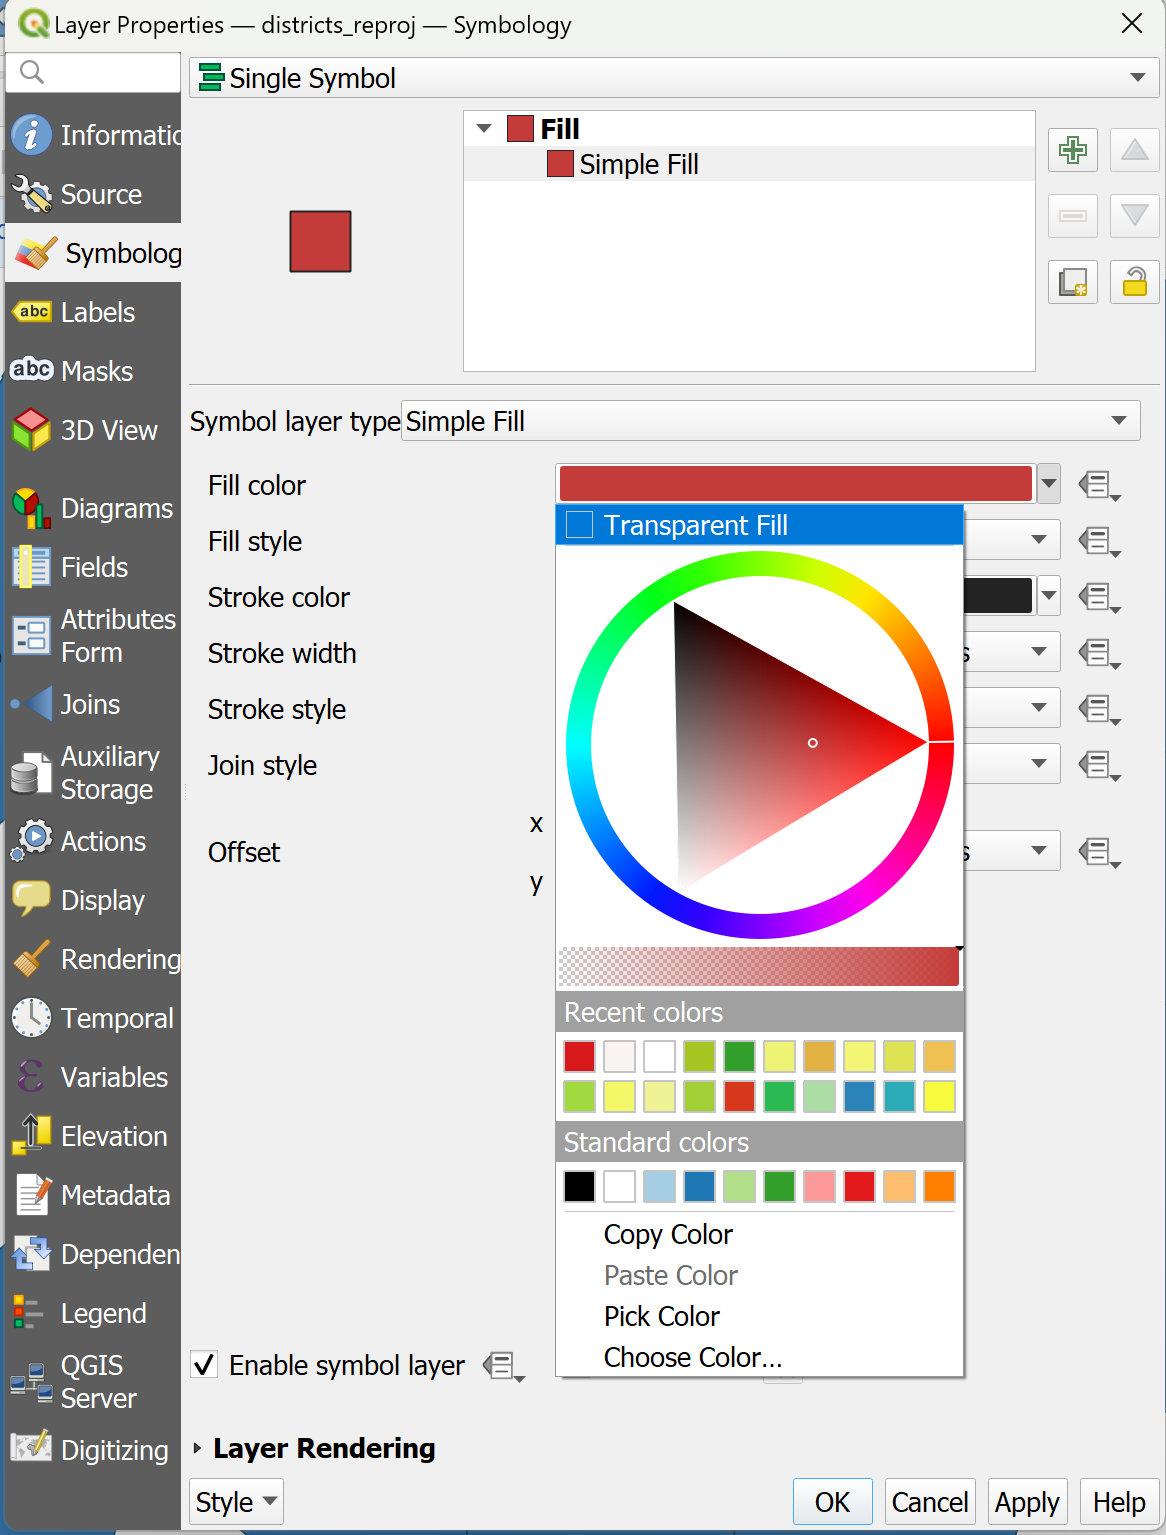 Layer Properties — districts_reproj — Symbology
Single Symbol
Informatic
Source
Symbolog
Labels
Masks
3D View
Diagrams
Fields
Attributes
Form
Joins
Auxiliary
Storage
Actions
Display
Rendering
Temporal
Variables
Elevation
Metadata
Dependen
Legend
QGIS
Server
Digitizing
Fill
Simple Fill
Symbol layer type
Simple Fill
Fill color
Transparent Fill
Fill style
Stroke color
Stroke width
s
Stroke style
Join style
x
Offset
s
y
Recent colors
Standard colors
Copy Color
Paste Color
Pick Color
Choose Color...
Enable symbol layer
Layer Rendering
Style
OK
Cancel
Apply
Help